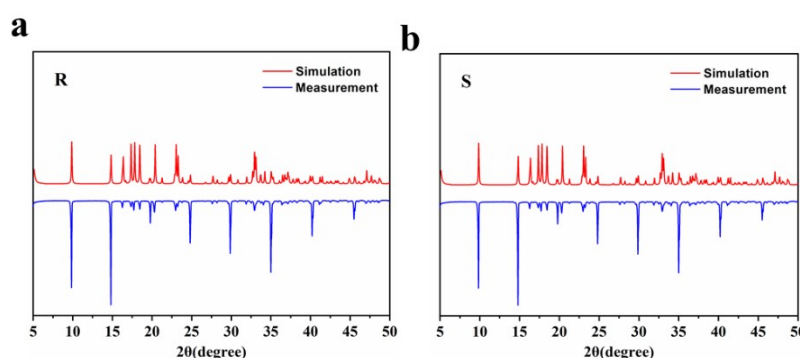 a
R
Simulation
Measurement
5 10 15 20 25 30 35 40 45 50
2θ(degree)
b
S
Simulation
Measurement
5 10 15 20 25 30 35 40 45 50
2θ(degree)